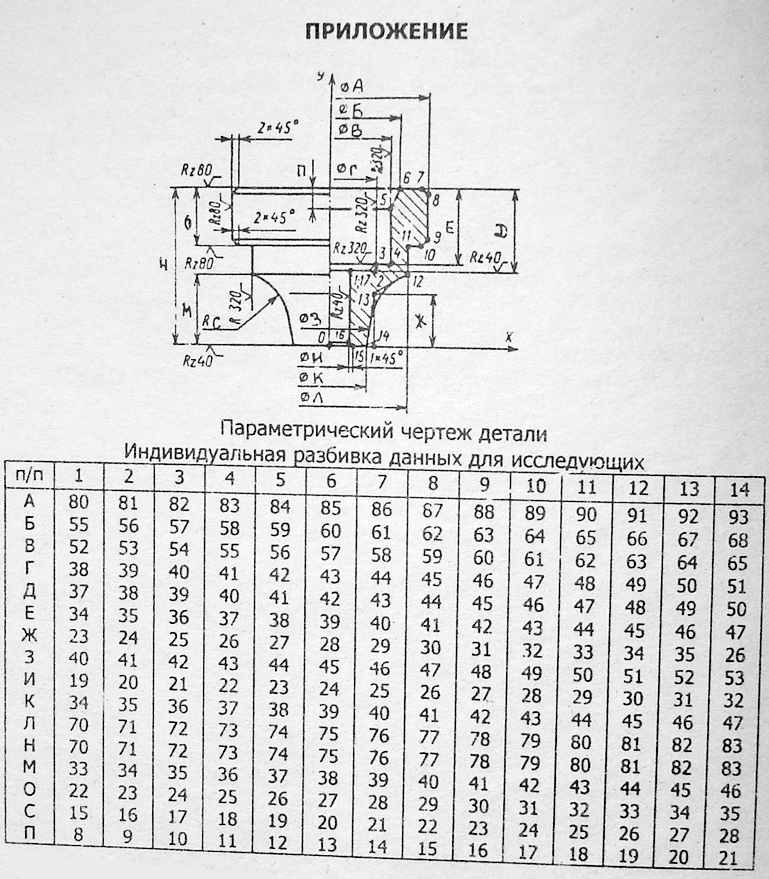 ПРИЛОЖЕНИЕ
У
ØА
ØБ
ØВ
2×45°
Rz80
П
ØГ
Rz320
6 7
8
5
Rz80
Rz320
О
Е
Д
2×45°
9
11
10
Н
Rz80
Rz320
3 4
Rz40
1 17 2
12
13
М
R 320
Rz40
RС
ØЗ
Ж
0 16
14
X
Rz40
15 1×45°
ØИ
ØК
ØЛ
Параметрический чертеж детали
Индивидуальная разбивка данных для исследующих
п/п 1 2 3 4 5 6 7 8 9 10 11 12 13 14
А 80 81 82 83 84 85 86 87 88 89 90 91 92 93
Б 55 56 57 58 59 60 61 62 63 64 65 66 67 68
В 52 53 54 55 56 57 58 59 60 61 62 63 64 65
Г 38 39 40 41 42 43 44 45 46 47 48 49 50 51
Д 37 38 39 40 41 42 43 44 45 46 47 48 49 50
Е 34 35 36 37 38 39 40 41 42 43 44 45 46 47
Ж 23 24 25 26 27 28 29 30 31 32 33 34 35 26
З 40 41 42 43 44 45 46 47 48 49 50 51 52 53
И 19 20 21 22 23 24 25 26 27 28 29 30 31 32
К 34 35 36 37 38 39 40 41 42 43 44 45 46 47
Л 70 71 72 73 74 75 76 77 78 79 80 81 82 83
Н 70 71 72 73 74 75 76 77 78 79 80 81 82 83
М 33 34 35 36 37 38 39 40 41 42 43 44 45 46
О 22 23 24 25 26 27 28 29 30 31 32 33 34 35
С 15 16 17 18 19 20 21 22 23 24 25 26 27 28
П 8 9 10 11 12 13 14 15 16 17 18 19 20 21